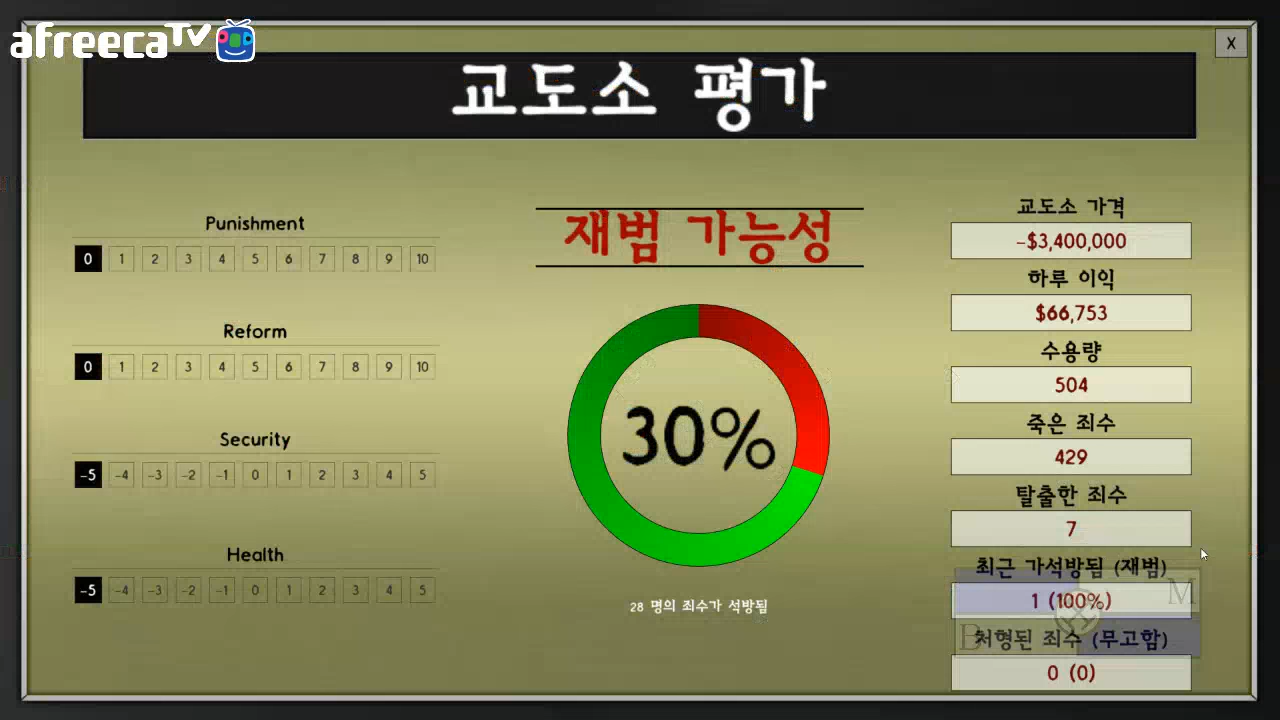 afreecaTV
X
교도소 평가
Punishment
0 1 2 3 4 5 6 7 8 9 10
Reform
0 1 2 3 4 5 6 7 8 9 10
Security
-5 -4 -3 -2 -1 0 1 2 3 4 5
Health
-5 -4 -3 -2 -1 0 1 2 3 4 5
재범 가능성
30%
28 명의 죄수가 석방됨
교도소 가격
-$3,400,000
하루 이익
$66,753
수용량
504
죽은 죄수
429
탈출한 죄수
7
최근 가석방됨 (재범)
1 (100%)
M
B
처형된 죄수 (무고함)
0 (0)